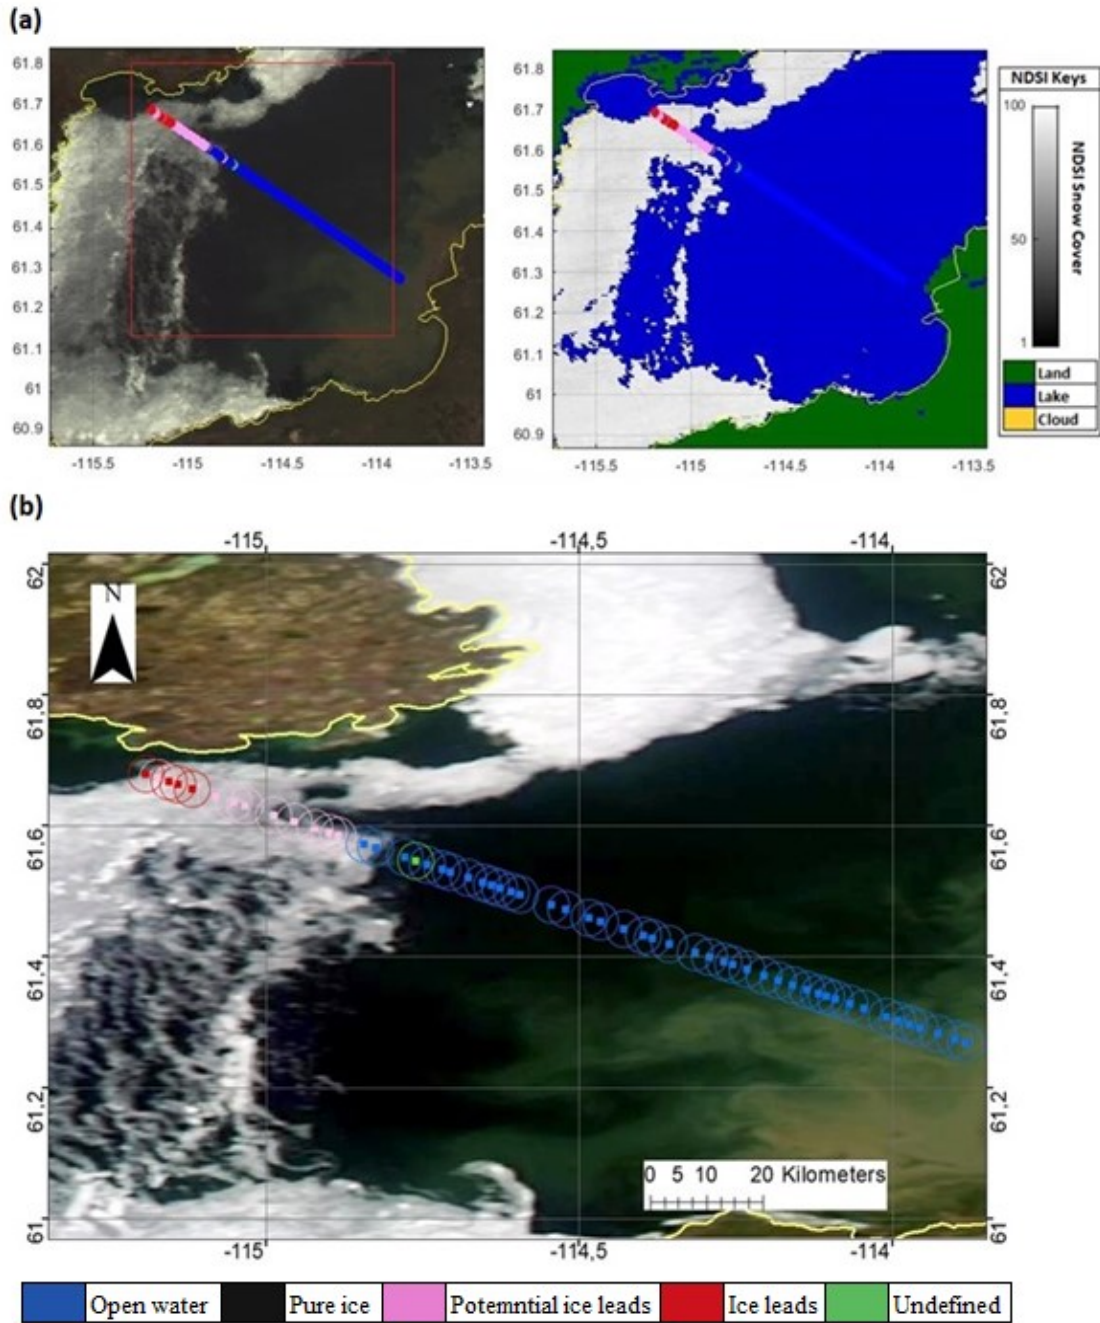 (a)
61.8
61.7
61.6
61.5
61.4
61.3
61.2
61.1
61
60.9
-115.5 -115 -114.5 -114 -113.5
61.8
61.7
61.6
61.5
61.4
61.3
61.2
61.1
61
60.9
-115.5 -115 -114.5 -114 -113.5
NDSI Keys
100
50
1
NDSI Snow Cover
Land
Lake
Cloud
(b)
-115 -114,5 -114
62 62
61,8 61,8
61,6 61,6
61,4 61,4
61,2 61,2
61 61
N
0 5 10 20 Kilometers
-115 -114,5 -114
Open water Pure ice Potemntial ice leads Ice leads Undefined